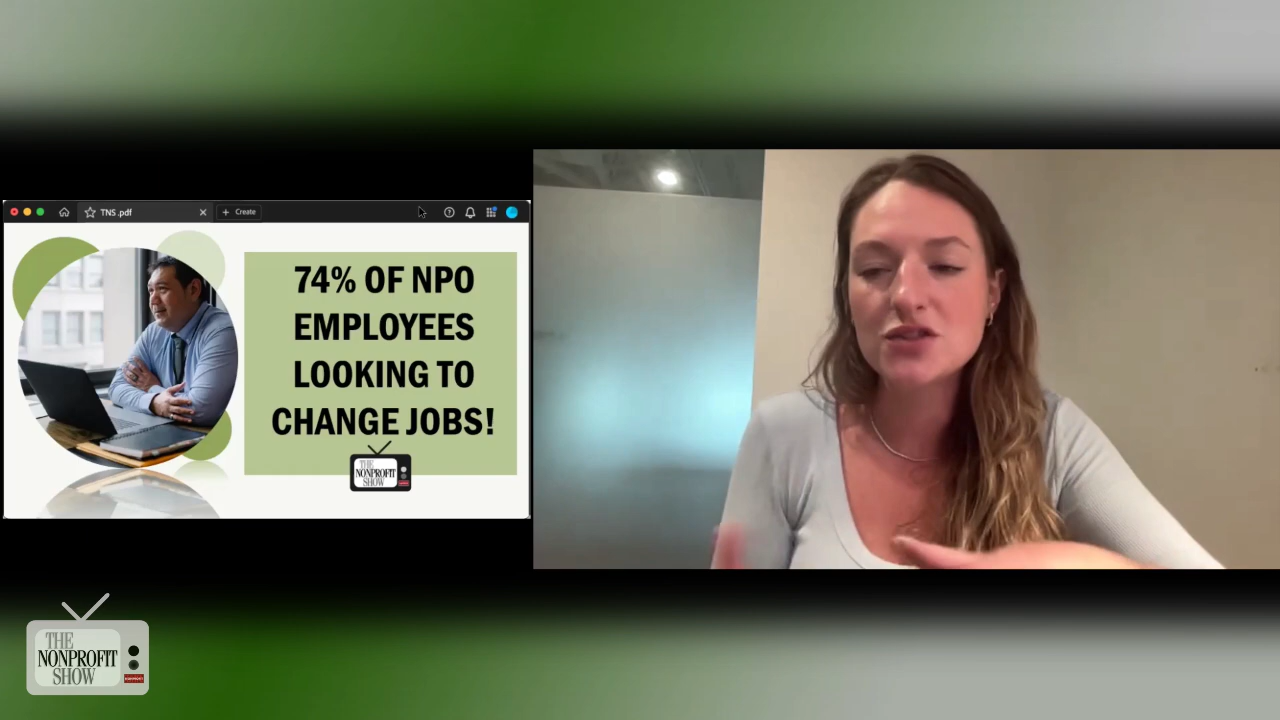 TNS .pdf
+ Create
74% OF NPO
EMPLOYEES
LOOKING TO
CHANGE JOBS!
THE
NONPROFIT
SHOW
THE
NONPROFIT
SHOW